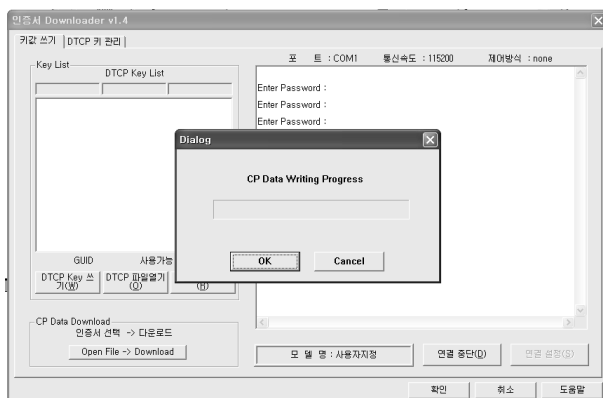 인증서 Downloader v1.4
키값 쓰기 DTCP 키 관리
포 트 : COM1 통신속도 : 115200 제어방식 : none
Key List
DTCP Key List
Enter Password :
Enter Password :
Enter Password :
Dialog
CP Data Writing Progress
OK Cancel
GUID 사용가능
DTCP Key 쓰기(W) DTCP 파일열기(O) (R)
CP Data Download
인증서 선택 -> 다운로드
Open File -> Download
모 델 명 : 사용자지정 연결 중단(D) 연결 설정(S)
확인 취소 도움말